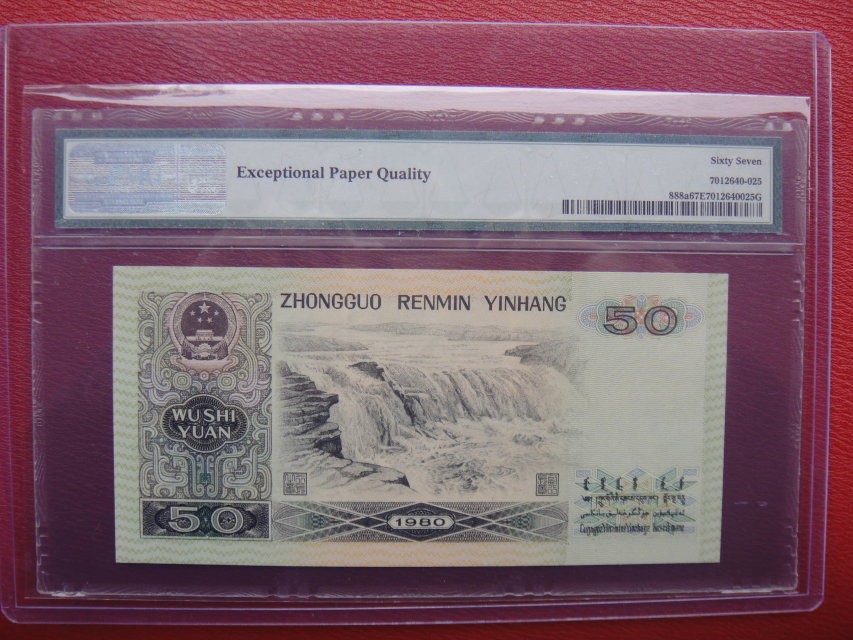 Exceptional Paper Quality
Sixty Seven
7012640-025
888a67E7012640025G
ZHONGGUO RENMIN YINHANG
50
WU SHI
YUAN
50
1980